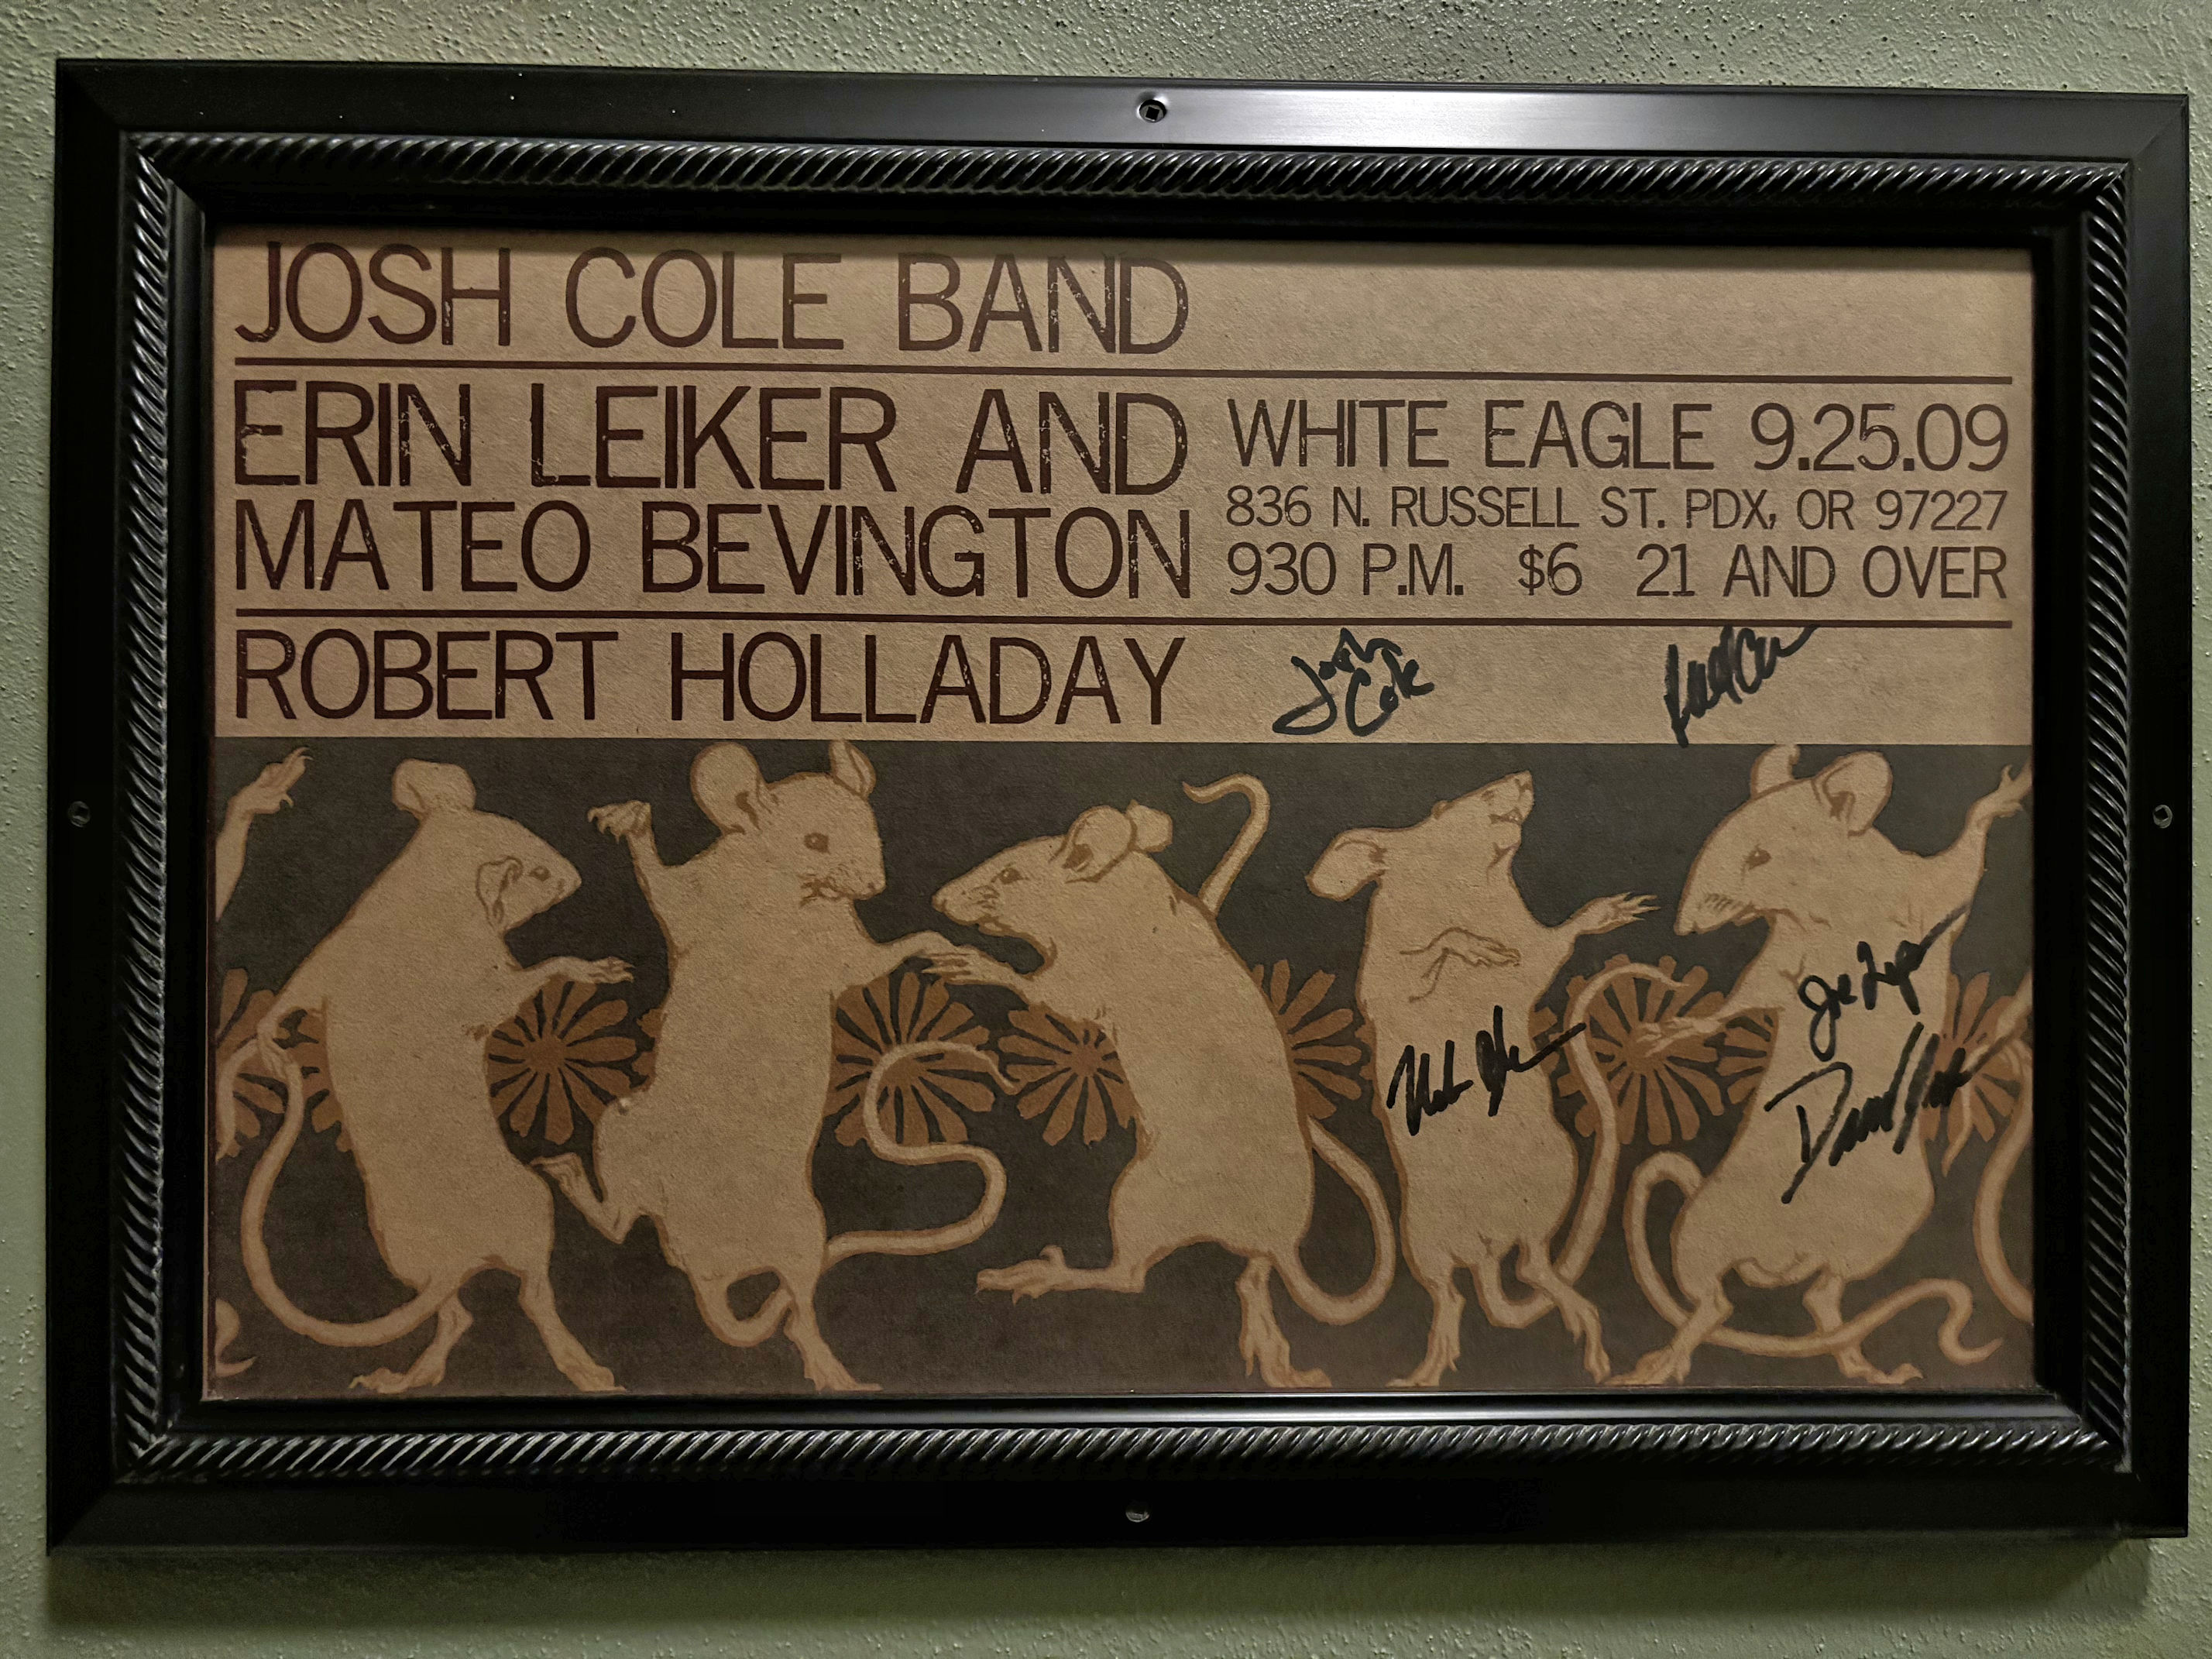 JOSH COLE BAND
ERIN LEIKER AND
MATEO BEVINGTON
WHITE EAGLE 9.25.09
836 N. RUSSELL ST. PDX, OR 97227
930 P.M. $6 21 AND OVER
ROBERT HOLLADAY
Josh
Cole
Joe